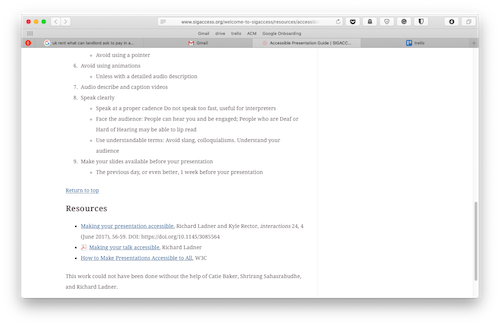 www.sigaccess.org/welcome-to-sigaccess/resources/access
Gmail drive trello ACM Google Onboarding
uk rent what can landlord ask to pay in a...
Gmail
Accessible Presentation Guide | SIGACC...
trello
Avoid using a pointer
6. Avoid using animations
Unless with a detailed audio description
7. Audio describe and caption videos
8. Speak clearly
Speak at a proper cadence Do not speak too fast, useful for interpreters
Face the audience: People can hear you and be engaged; People who are Deaf or
Hard of Hearing may be able to lip read
Use understandable terms: Avoid slang, colloquialisms. Understand your
audience
9. Make your slides available before your presentation
The previous day, or even better, 1 week before your presentation
Return to top
Resources
Making your presentation accessible, Richard Ladner and Kyle Rector, interactions 24, 4
(June 2017), 56-59. DOI: https://doi.org/10.1145/3085564
Making your talk accessible, Richard Ladner
How to Make Presentations Accessible to All, W3C
This work could not have been done without the help of Catie Baker, Shrirang Sahasrabudhe,
and Richard Ladner.